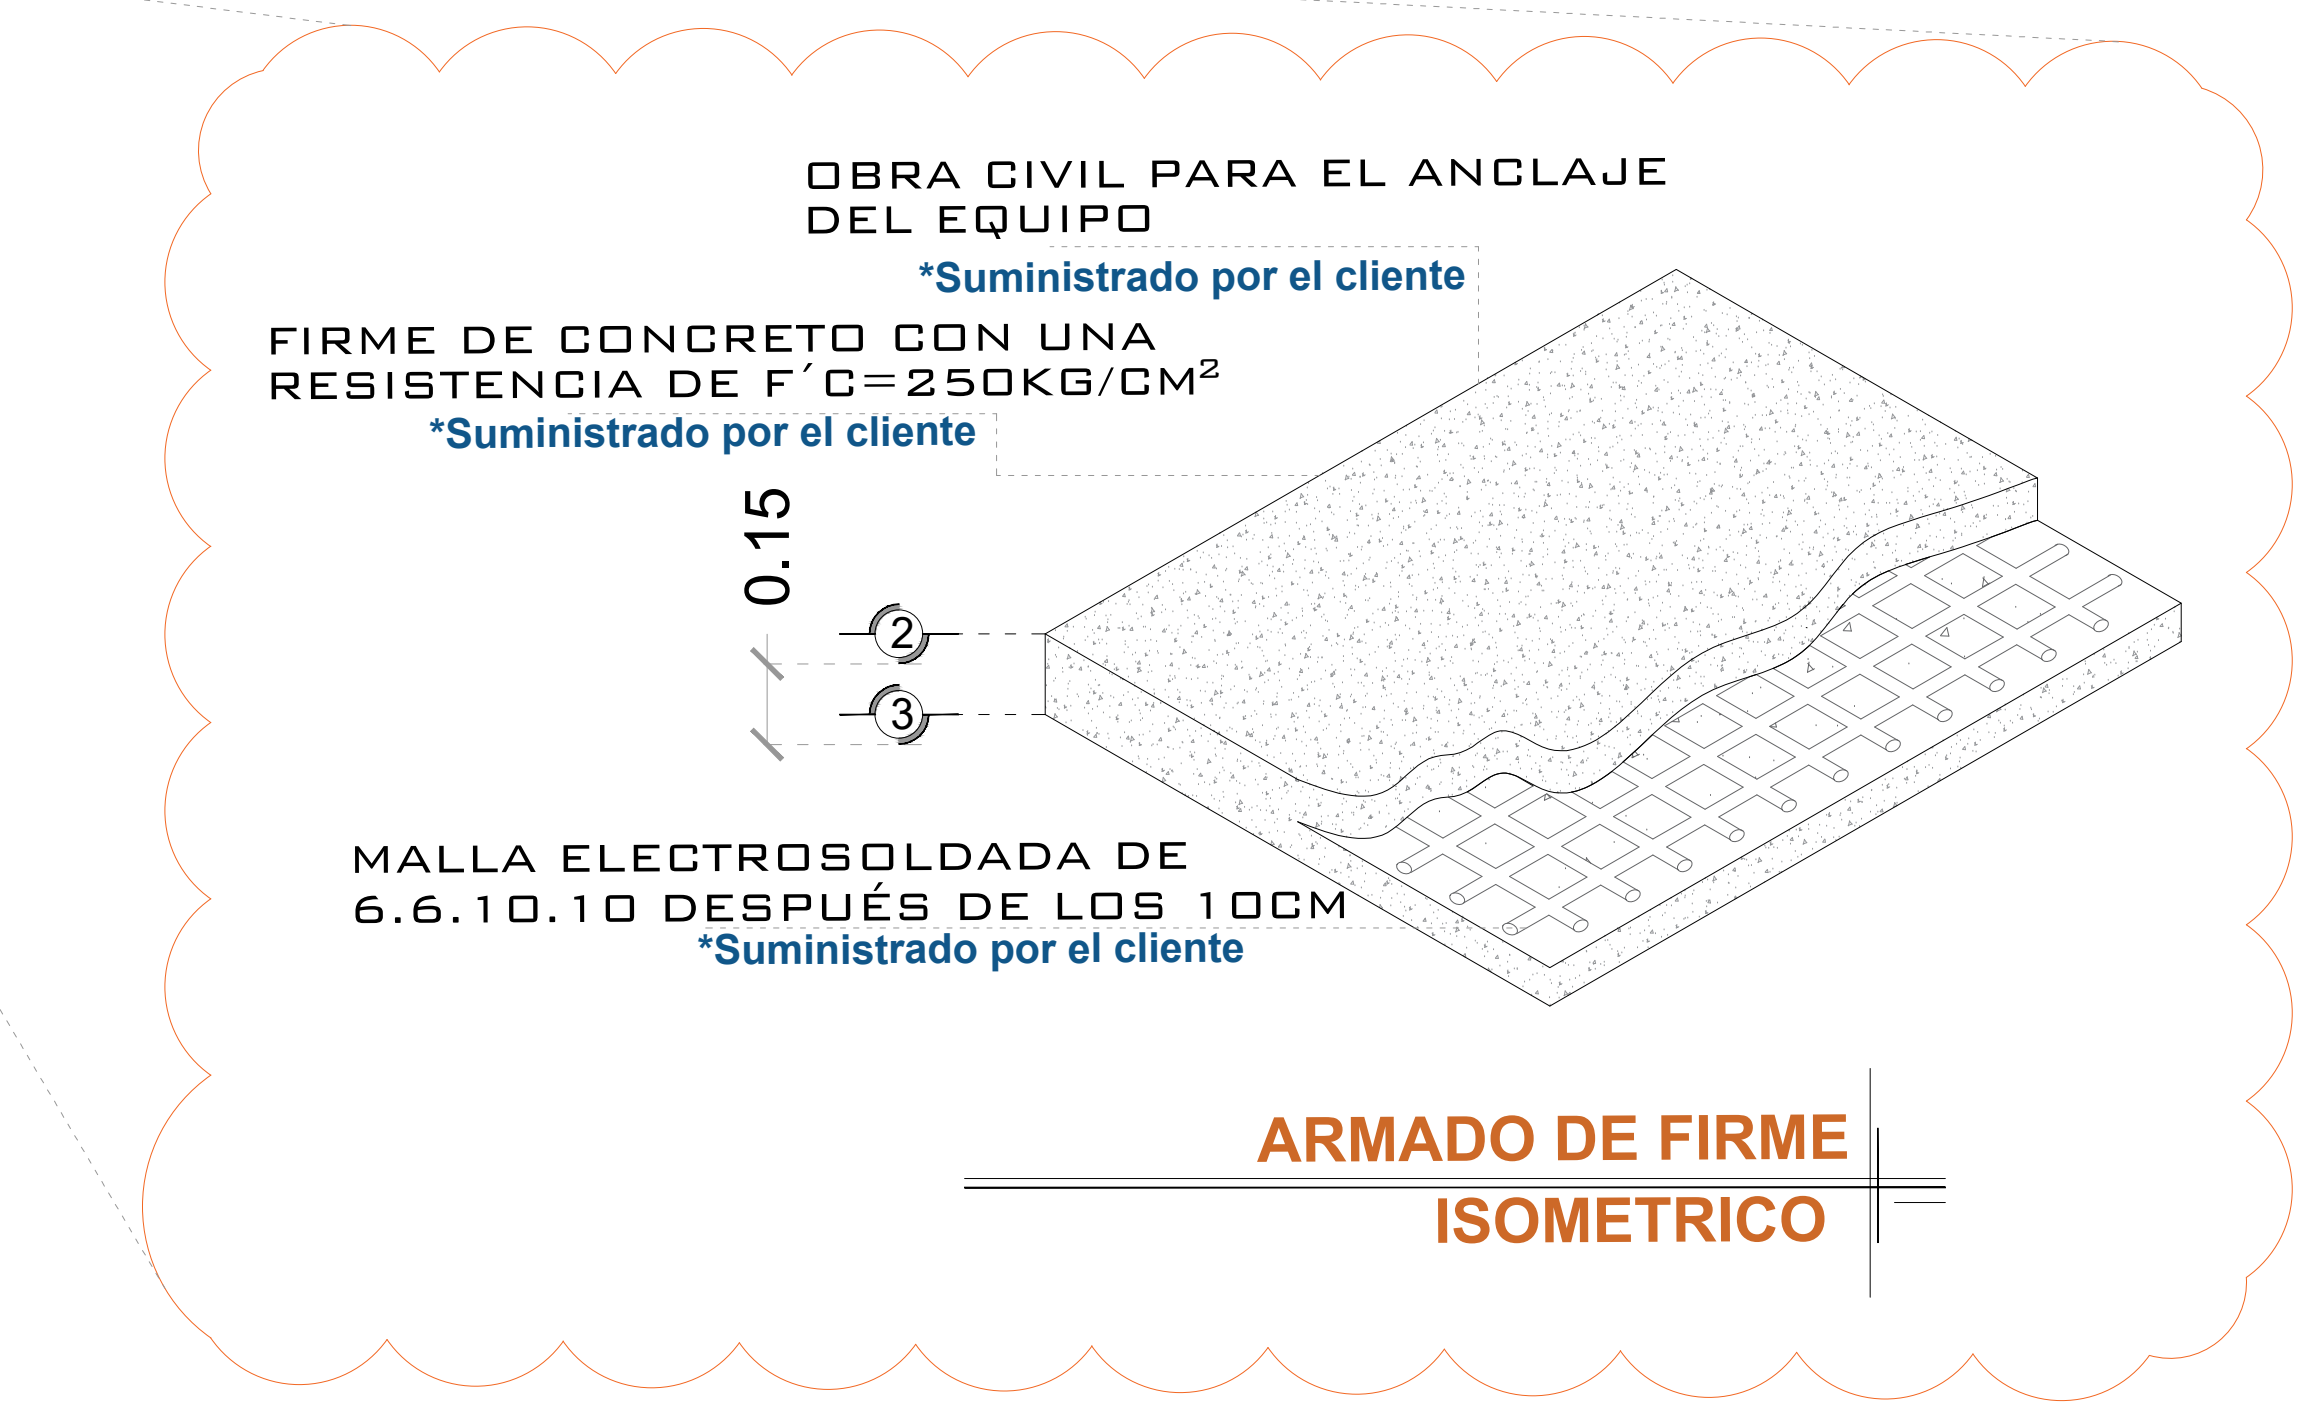 OBRA CIVIL PARA EL ANCLAJE
DEL EQUIPO
*Suministrado por el cliente
FIRME DE CONCRETO CON UNA
RESISTENCIA DE F´C=250KG/CM²
*Suministrado por el cliente
0.15
2
3
MALLA ELECTROSOLDADA DE
6.6.10.10 DESPUÉS DE LOS 10CM
*Suministrado por el cliente
ARMADO DE FIRME
ISOMETRICO